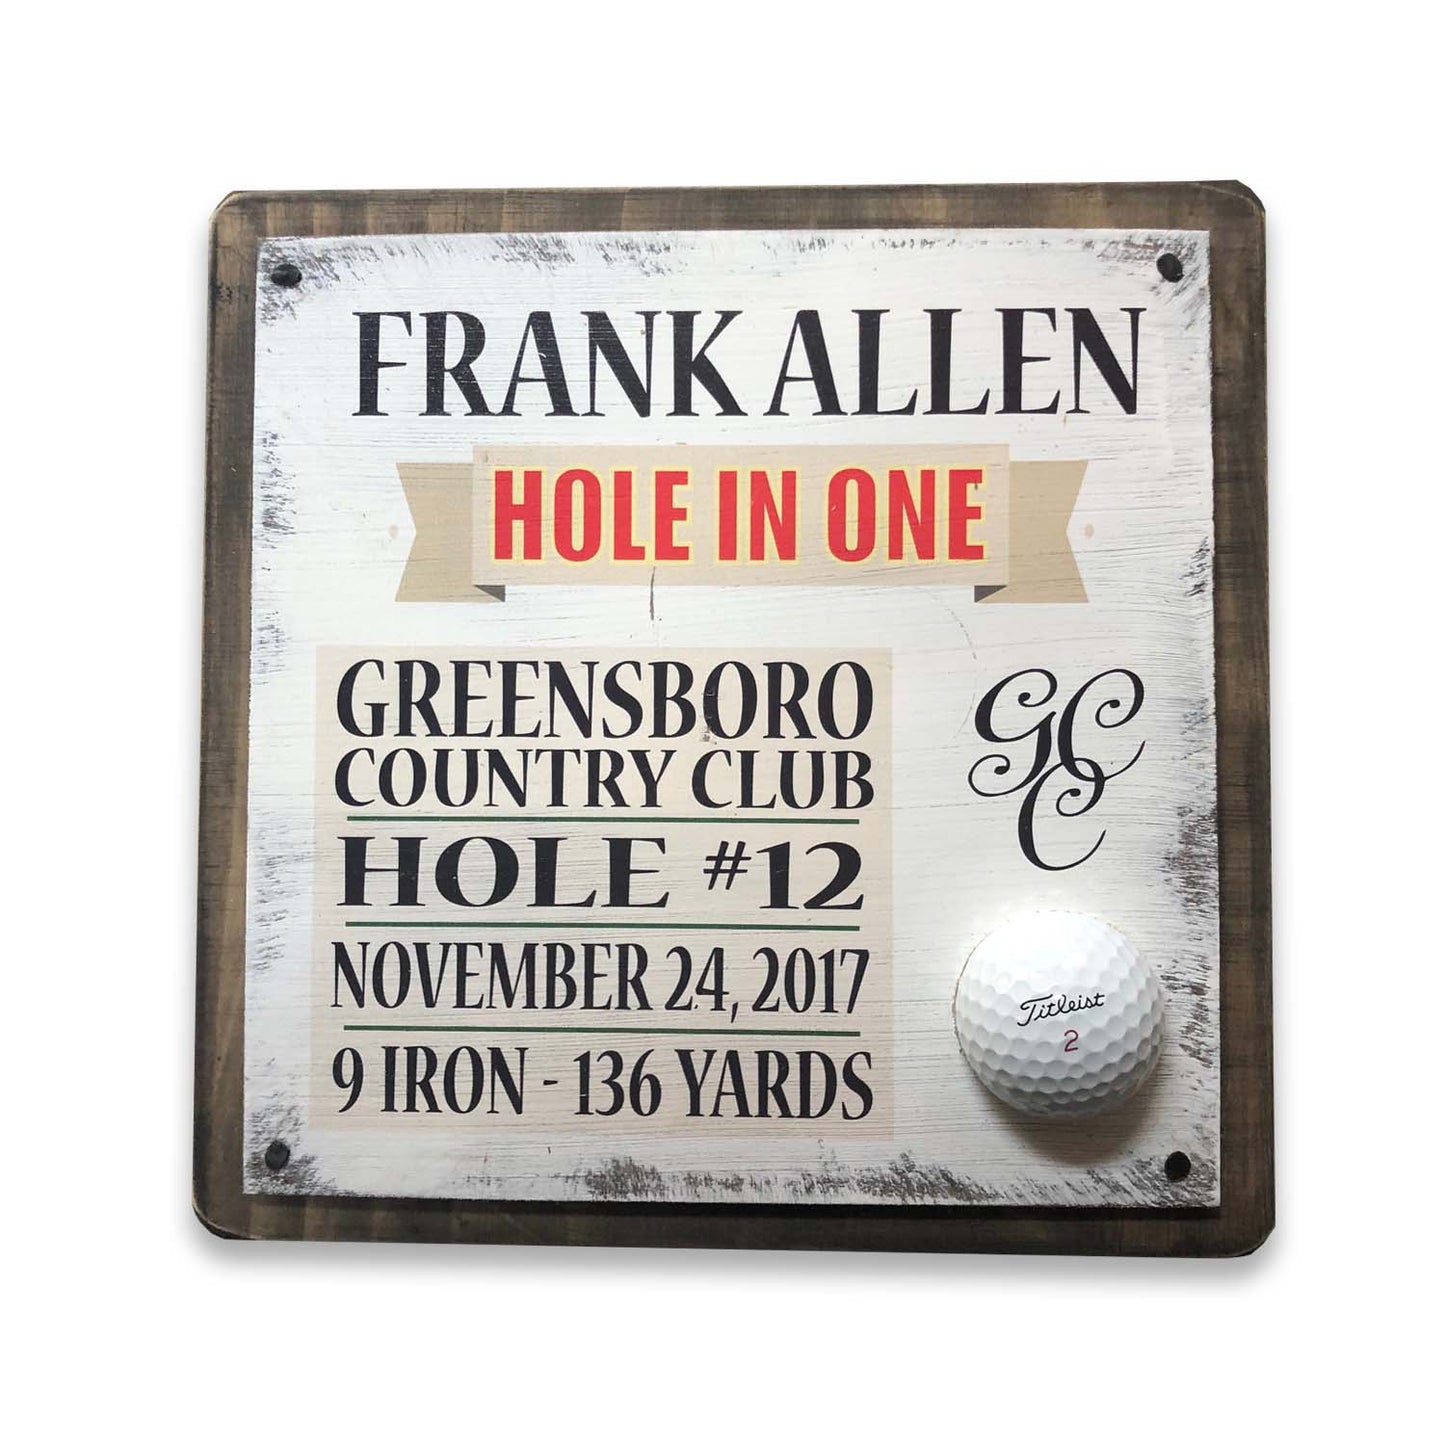 FRANK ALLEN
HOLE IN ONE
GREENSBORO
COUNTRY CLUB
HOLE #12
NOVEMBER 24, 2017
9 IRON - 136 YARDS
GCC
Titleist
2